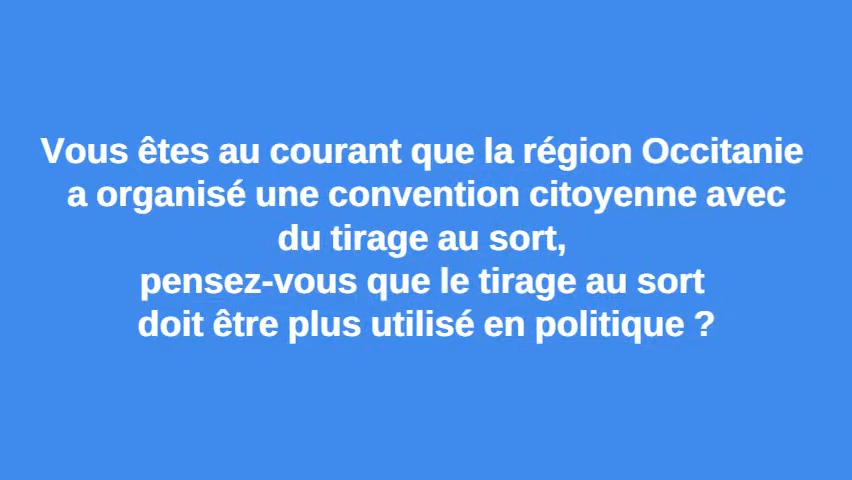 Vous êtes au courant que la région Occitanie
a organisé une convention citoyenne avec
du tirage au sort,
pensez-vous que le tirage au sort
doit être plus utilisé en politique ?